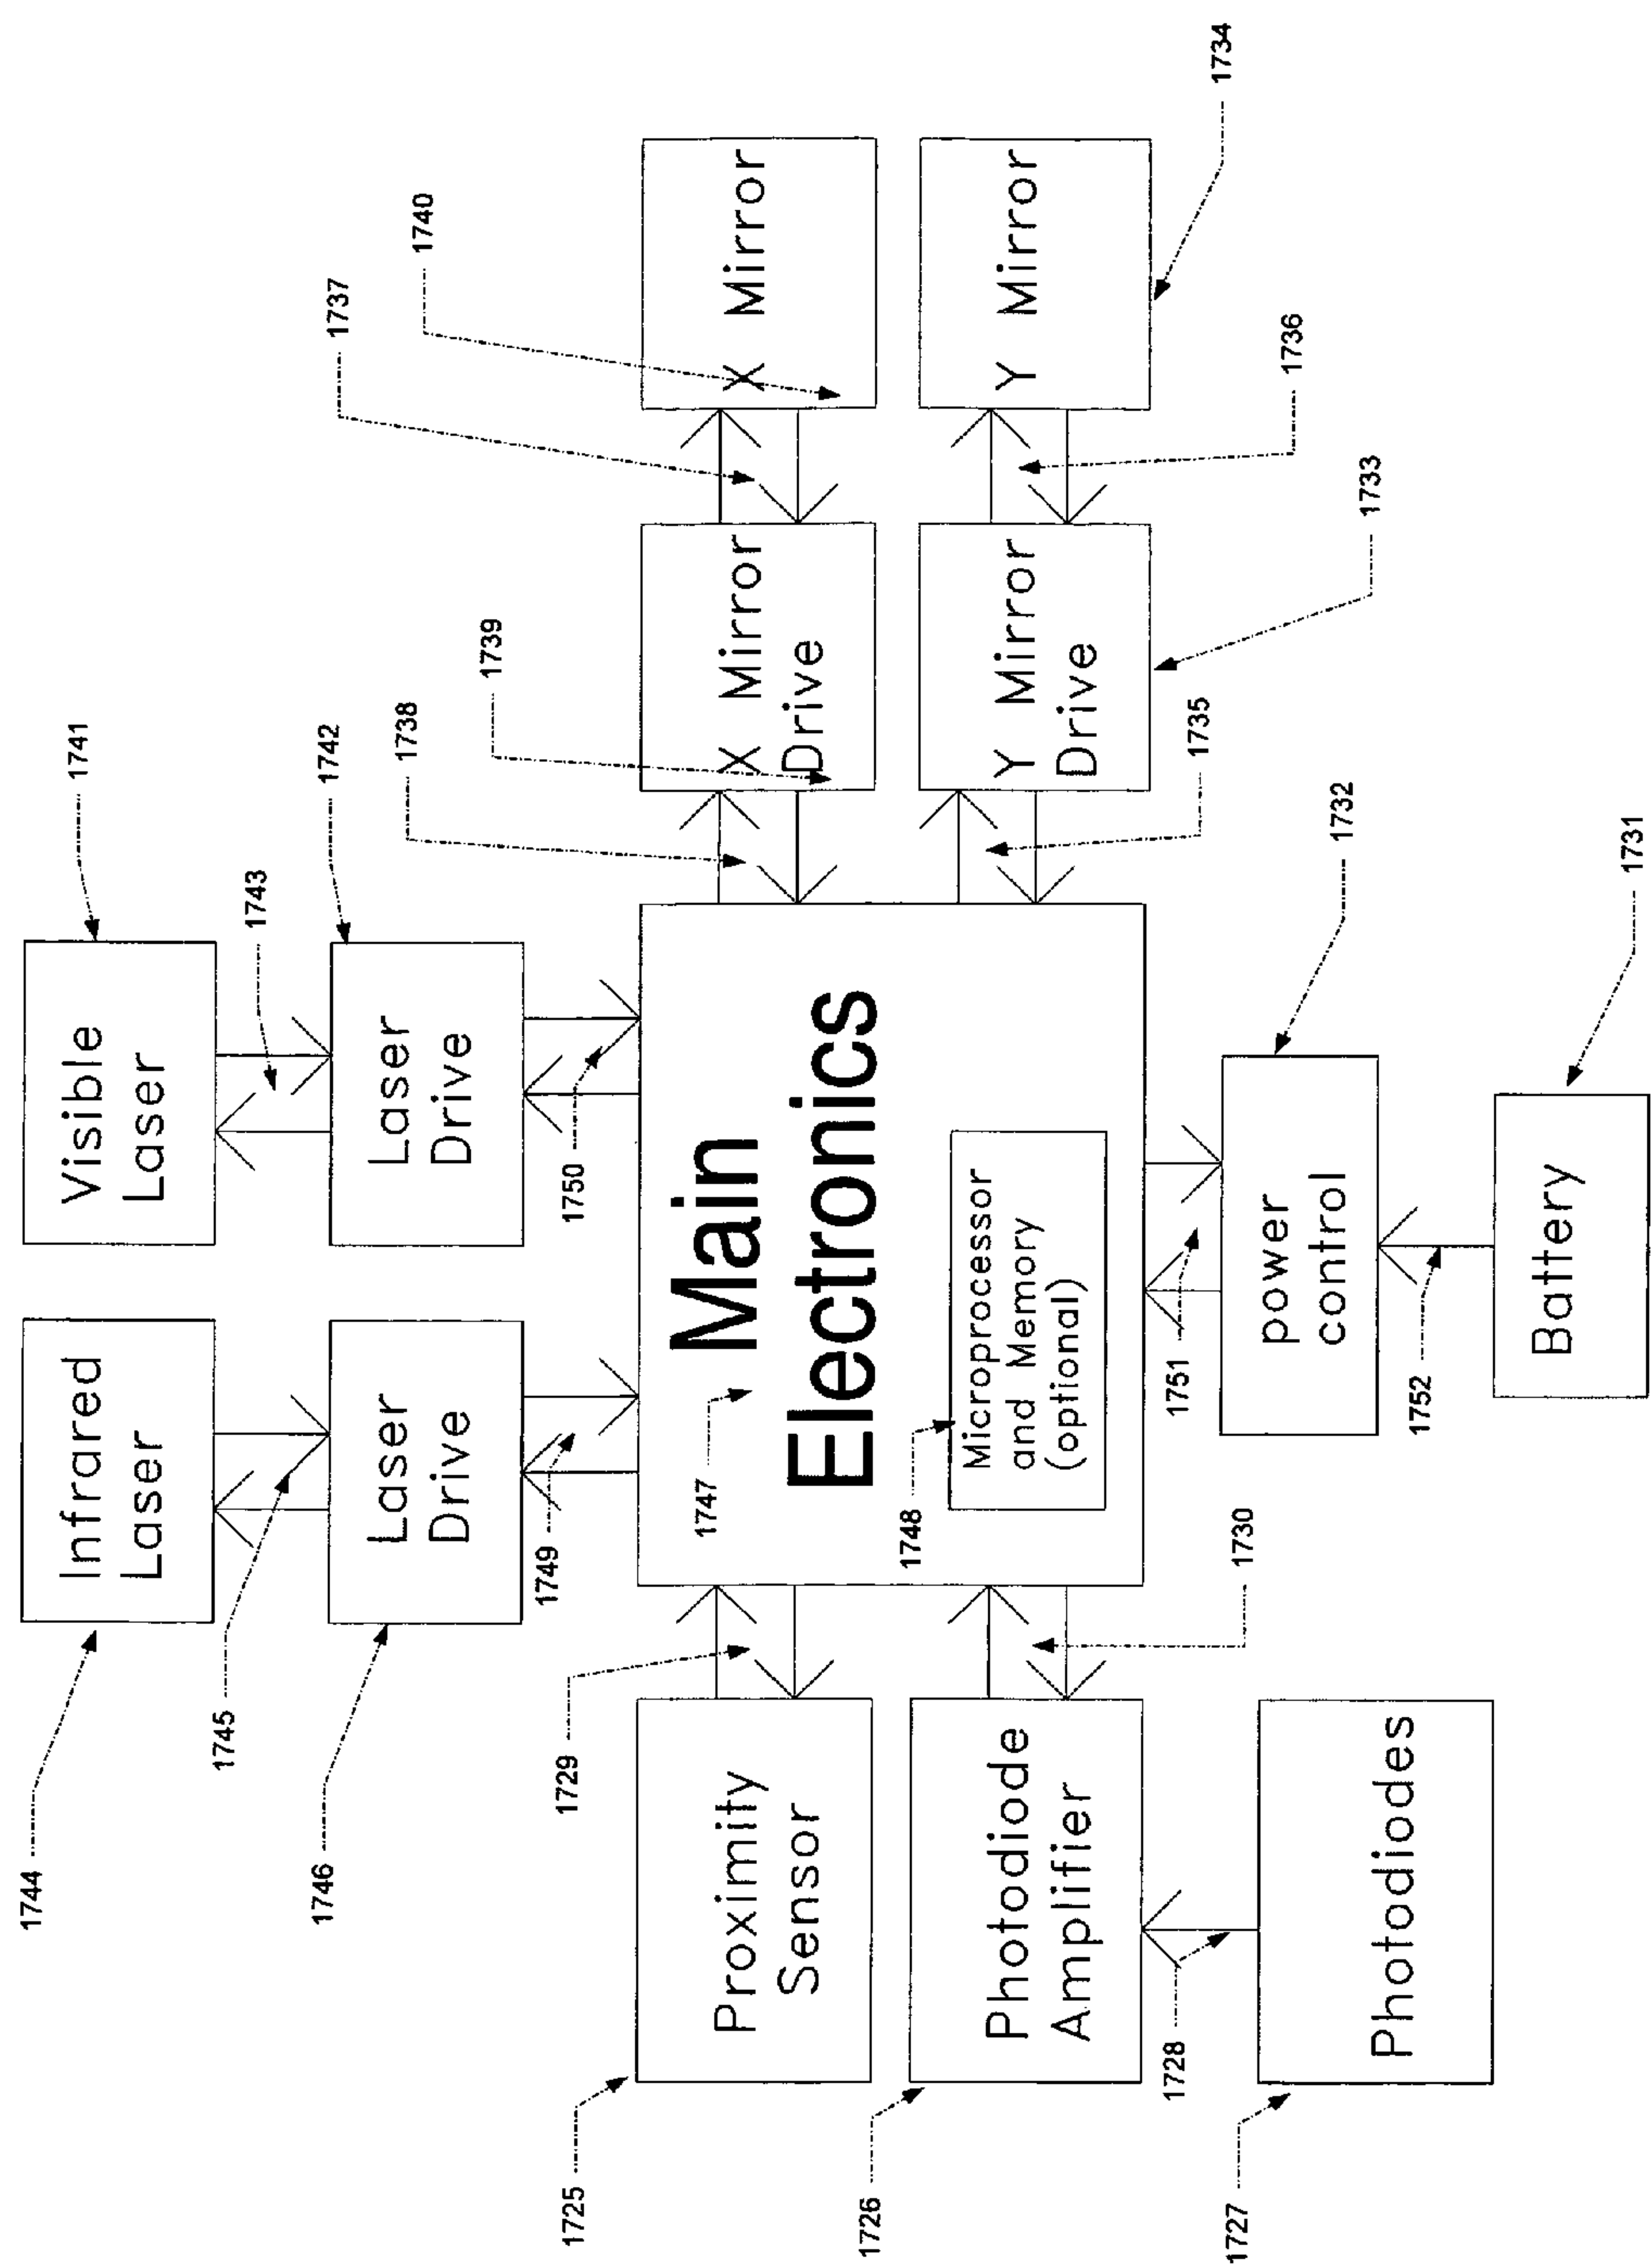 1741
Visible
Laser
1743
1744
Infrared
Laser
1745
1742
Laser
Drive
1746
Laser
Drive
1750
1749
1737
1740
1738
1739
X Mirror
X Mirror
Drive
1729
1725
Proximity
Sensor
1747
Main
Electronics
1748
Microprocessor
and Memory
(optional)
1734
Y Mirror
1736
1733
Y Mirror
Drive
1735
1730
1726
Photodiode
Amplifier
1728
1727
Photodiodes
1732
1751
power
control
1752
1731
Battery